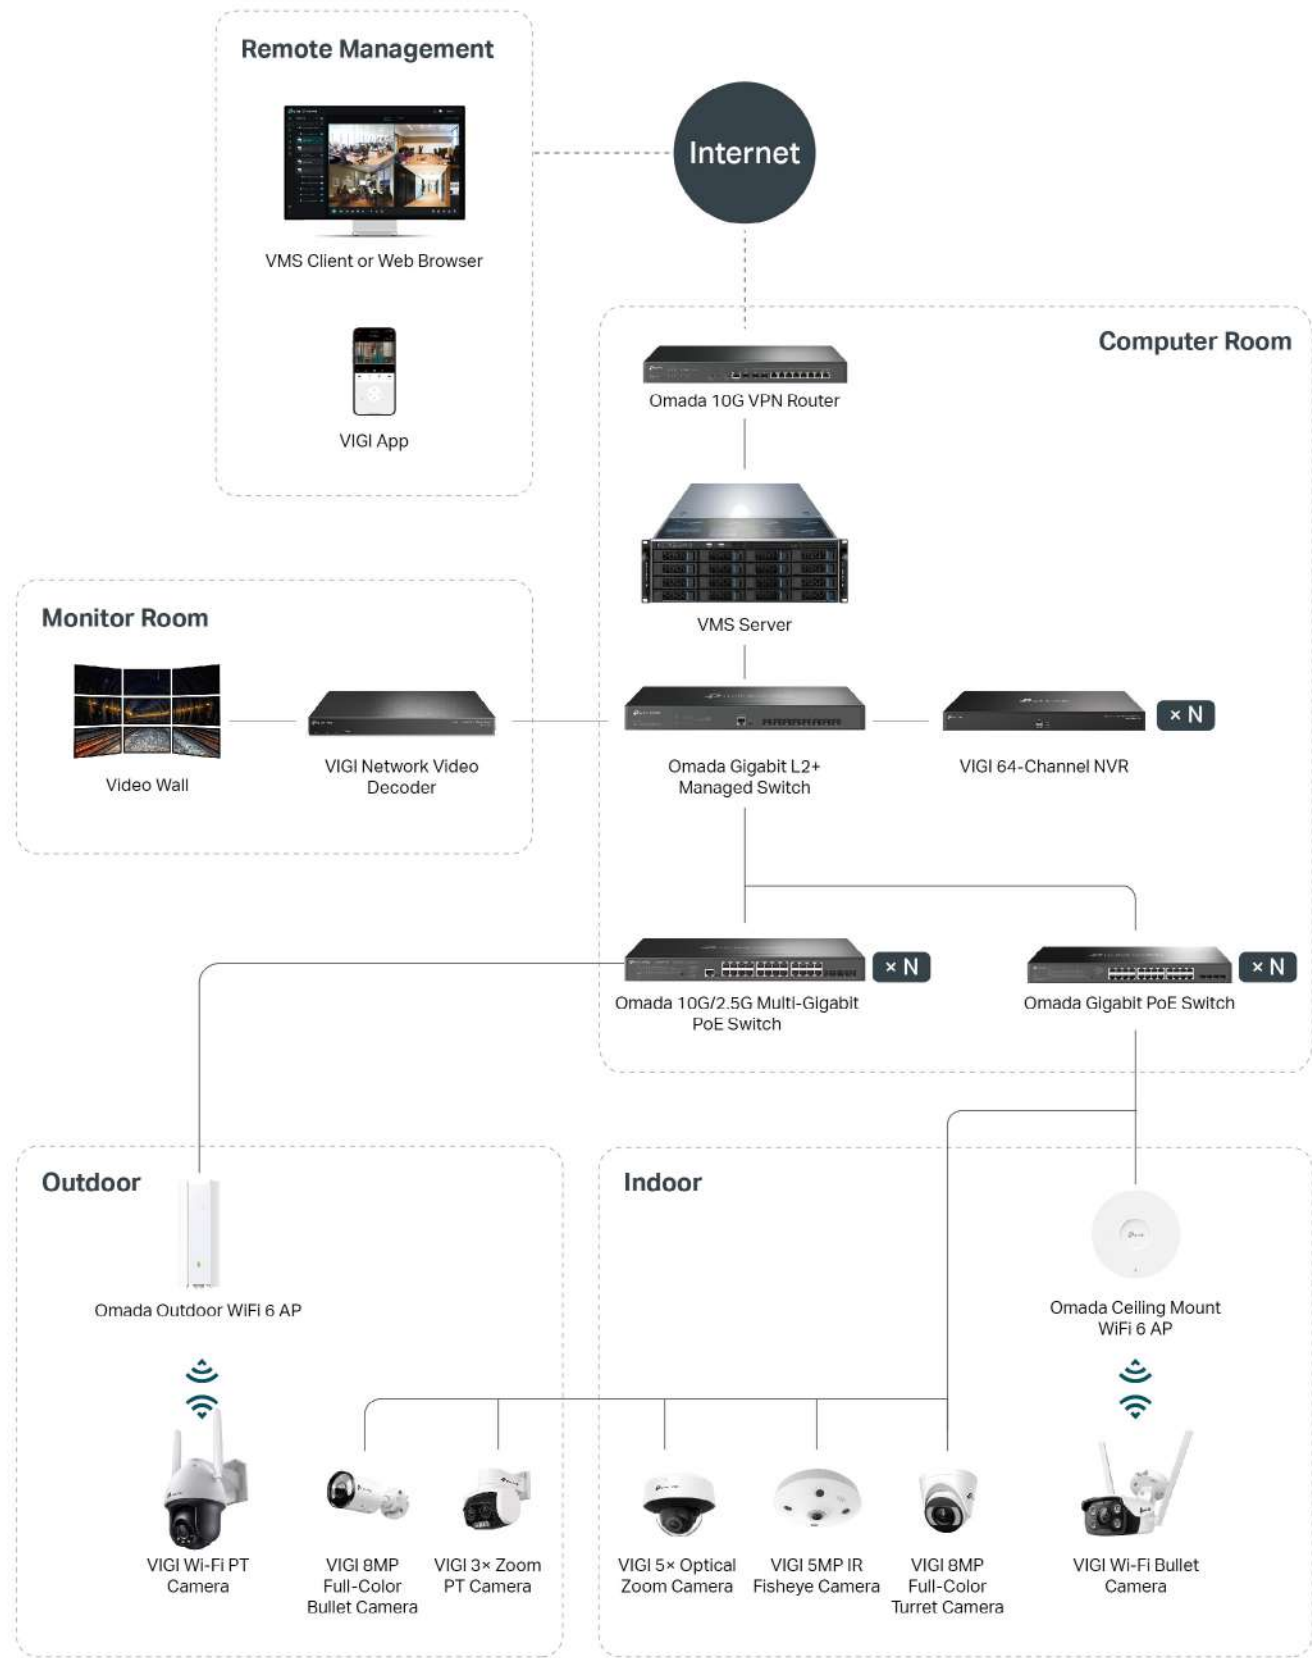 Remote Management
Internet
VMS Client or Web Browser
VIGI App
Computer Room
Omada 10G VPN Router
VMS Server
Monitor Room
Video Wall
VIGI Network Video
Decoder
Omada Gigabit L2+
Managed Switch
VIGI 64-Channel NVR
× N
Omada 10G/2.5G Multi-Gigabit
PoE Switch
× N
Omada Gigabit PoE Switch
× N
Outdoor
Omada Outdoor WiFi 6 AP
VIGI Wi-Fi PT
Camera
VIGI 8MP
Full-Color
Bullet Camera
VIGI 3× Zoom
PT Camera
Indoor
Omada Ceiling Mount
WiFi 6 AP
VIGI 5× Optical
Zoom Camera
VIGI 5MP IR
Fisheye Camera
VIGI 8MP
Full-Color
Turret Camera
VIGI Wi-Fi Bullet
Camera